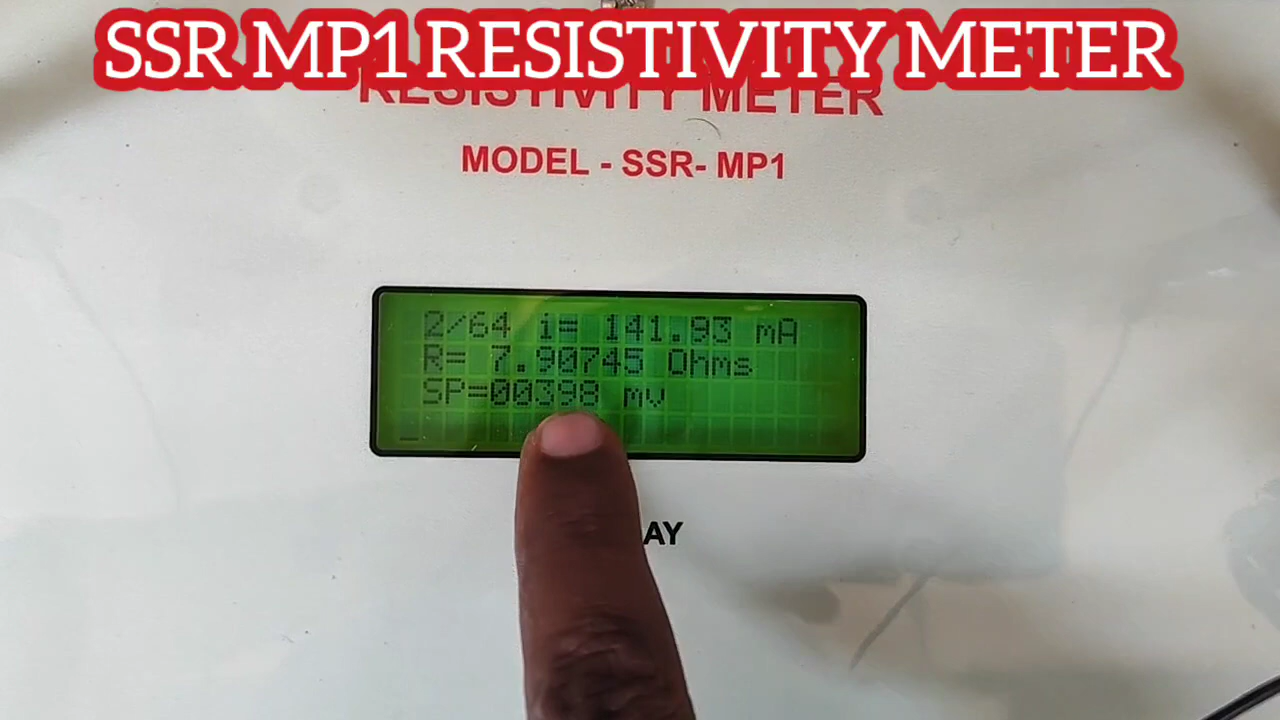 SSR MP1 RESISTIVITY METER
RESISTIVITY METER
MODEL - SSR- MP1
2/64 i= 141.93 mA
R= 7.90745 Ohms
SP=00398 mv
AY